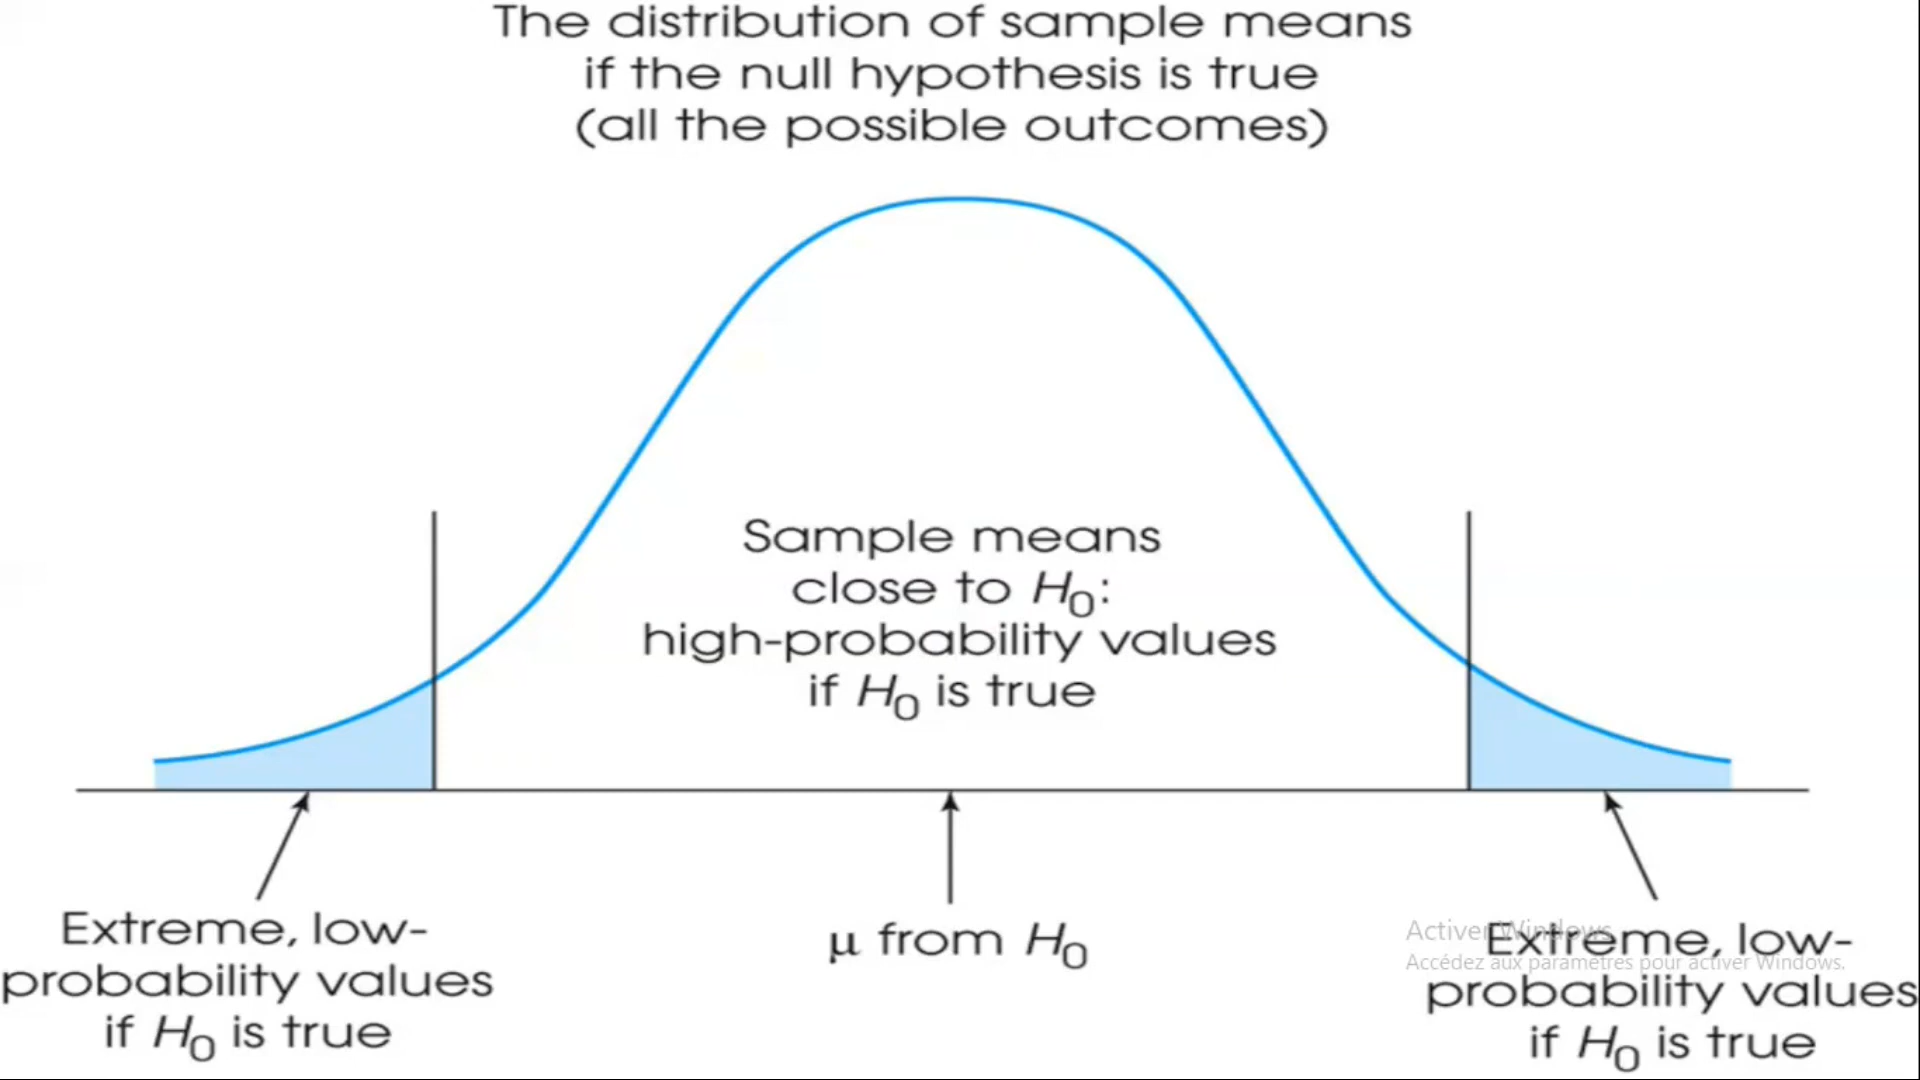 The distribution of sample means
if the null hypothesis is true
(all the possible outcomes)
Sample means
close to H₀:
high-probability values
if H₀ is true
Extreme, low-
probability values
if H₀ is true
μ from H₀
Extreme, low-
probability values
if H₀ is true
Activer Windows
Accédez aux paramètres pour activer Windows.